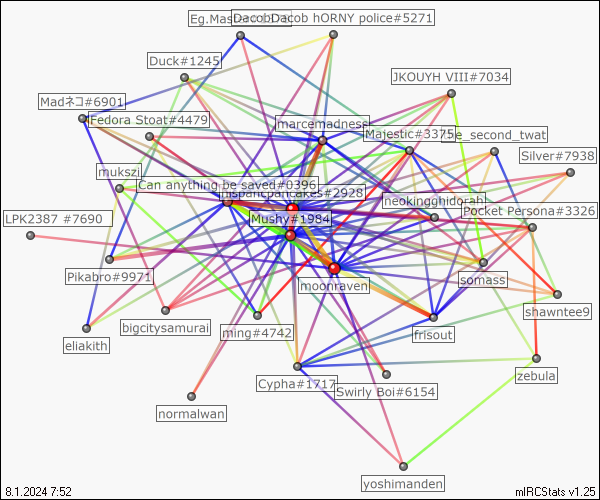 Eg.Mas
Dacob Dacob hORNY police#5271
Duck#1245
JKOUYH VIII#7034
Madネコ#6901
Fedora Stoat#4479
marcemadness
Majestic#3375
e_second_twat
Silver#7938
mukszi
Can anything be saved#0396
hispancpancakes#2928
neokingghidorah
LPK2387 #7690
Mushy#1984
Pocket Persona#3326
Pikabro#9971
moonraven
somass
bigcitysamurai
ming#4742
frisout
shawntee9
eliakith
Cypha#1717
Swirly Boi#6154
zebula
normalwan
yoshimanden
8.1.2024 7:52
mIRCStats v1.25